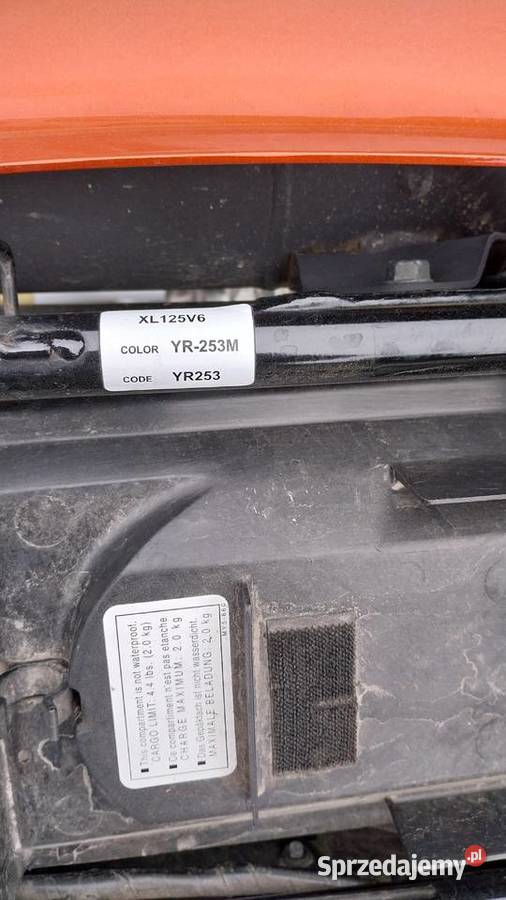 XL125V6
COLOR YR-253M
CODE YR253
■ This compartment is not waterproof.
CARGO LIMIT: 4.4 lbs. (2.0 kg)
■ Ce compartiment n'est pas etanche.
CHARGE MAXIMUM: 2.0 kg
■ Das Gepäckfach ist nicht wasserdicht.
MAXIMALE BELADUNG: 2,0 kg
Sprzedajemy.pl